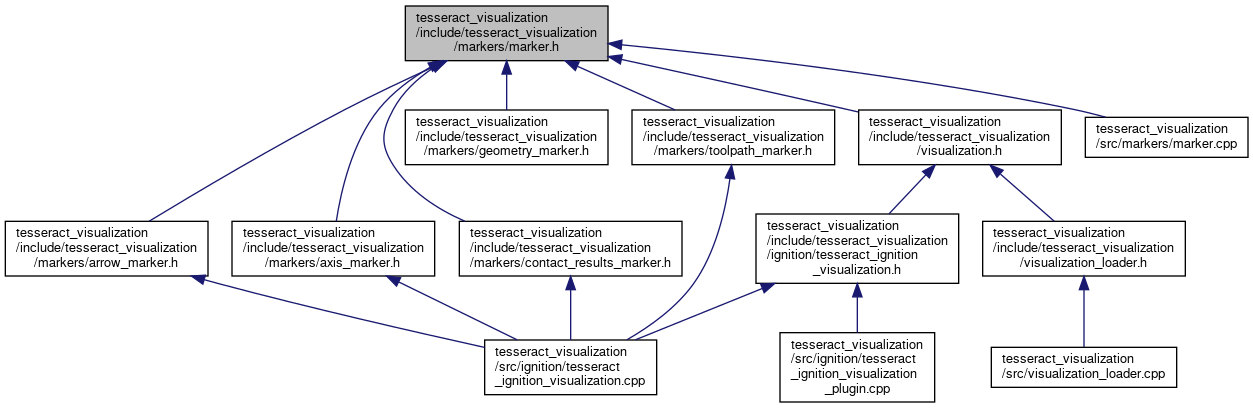 tesseract_visualization
/include/tesseract_visualization
/markers/marker.h
tesseract_visualization
/include/tesseract_visualization
/markers/geometry_marker.h
tesseract_visualization
/include/tesseract_visualization
/markers/toolpath_marker.h
tesseract_visualization
/include/tesseract_visualization
/visualization.h
tesseract_visualization
/src/markers/marker.cpp
tesseract_visualization
/include/tesseract_visualization
/markers/arrow_marker.h
tesseract_visualization
/include/tesseract_visualization
/markers/axis_marker.h
tesseract_visualization
/include/tesseract_visualization
/markers/contact_results_marker.h
tesseract_visualization
/include/tesseract_visualization
/ignition/tesseract_ignition
_visualization.h
tesseract_visualization
/include/tesseract_visualization
/visualization_loader.h
tesseract_visualization
/src/ignition/tesseract
_ignition_visualization.cpp
tesseract_visualization
/src/ignition/tesseract
_ignition_visualization
_plugin.cpp
tesseract_visualization
/src/visualization_loader.cpp